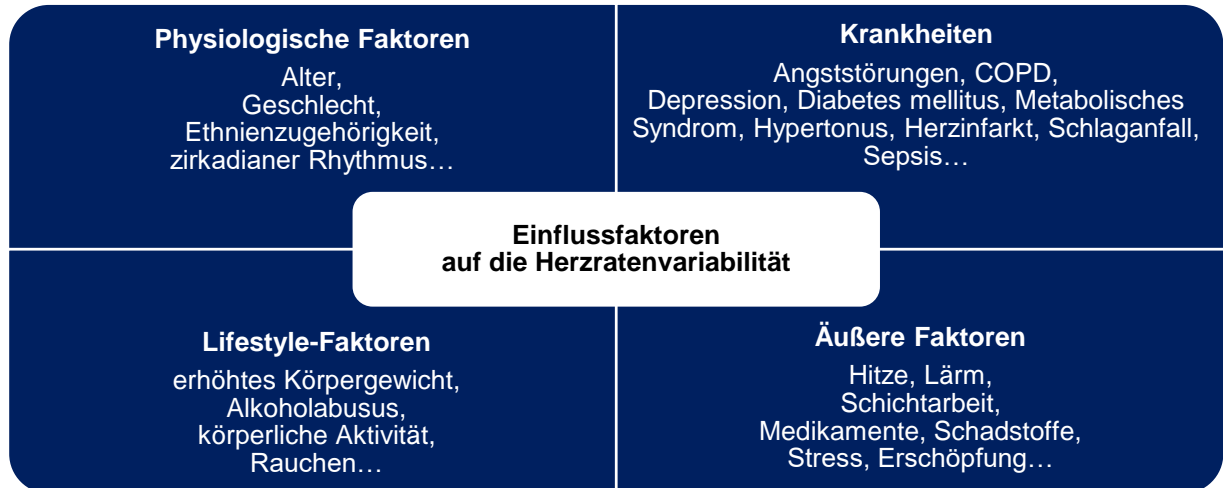 Physiologische Faktoren
Alter,
Geschlecht,
Ethnienzugehörigkeit,
zirkadianer Rhythmus…
Krankheiten
Angststörungen, COPD,
Depression, Diabetes mellitus, Metabolisches
Syndrom, Hypertonus, Herzinfarkt, Schlaganfall,
Sepsis…
Einflussfaktoren
auf die Herzratenvariabilität
Lifestyle-Faktoren
erhöhtes Körpergewicht,
Alkoholabusus,
körperliche Aktivität,
Rauchen…
Äußere Faktoren
Hitze, Lärm,
Schichtarbeit,
Medikamente, Schadstoffe,
Stress, Erschöpfung…